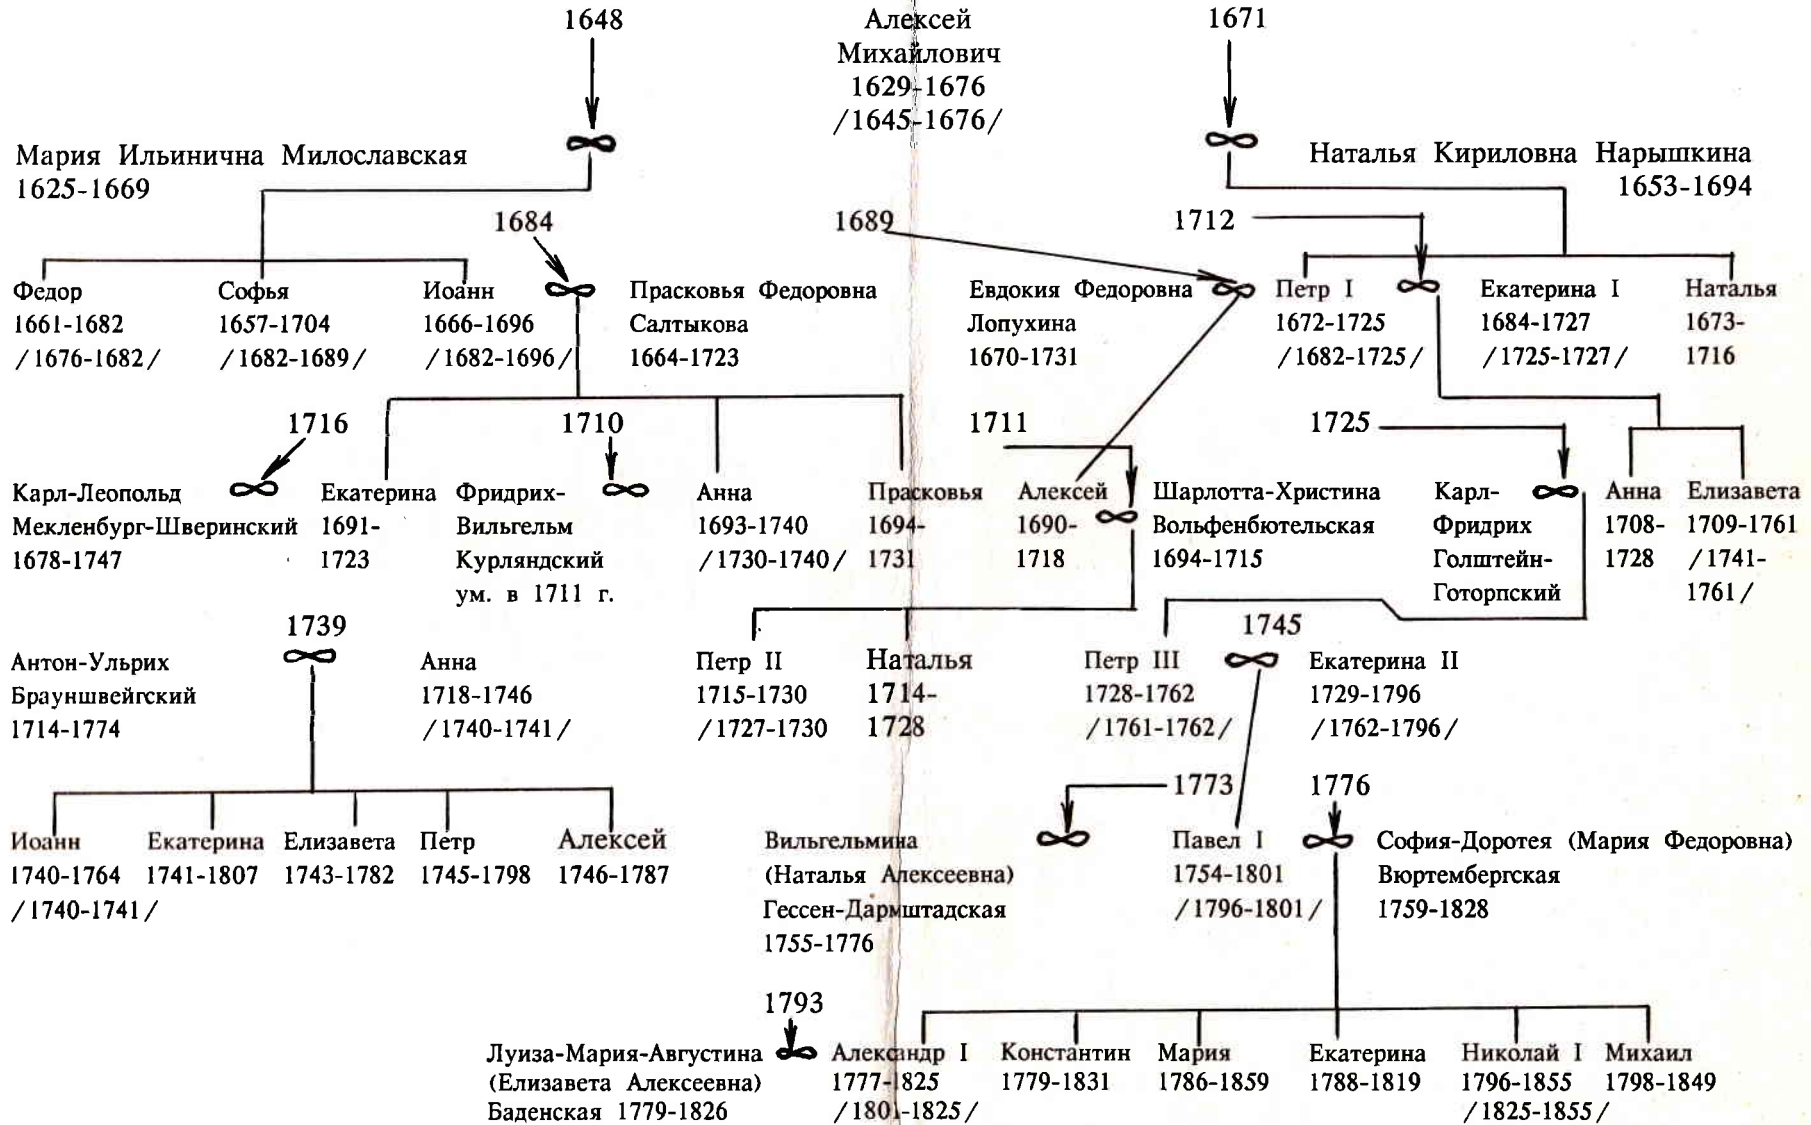 1648
Алексей
Михайлович
1629-1676
/1645-1676/
1671
Мария Ильинична Милославская
1625-1669
Наталья Кириловна Нарышкина
1653-1694
1684
1689
1712
Федор
1661-1682
/1676-1682/
Софья
1657-1704
/1682-1689/
Иоанн
1666-1696
/1682-1696/
Прасковья Федоровна
Салтыкова
1664-1723
Евдокия Федоровна
Лопухина
1670-1731
Петр I
1672-1725
/1682-1725/
Екатерина I
1684-1727
/1725-1727/
Наталья
1673-
1716
1716
1710
1711
1725
Карл-Леопольд
Мекленбург-Шверинский
1678-1747
Екатерина
1691-
1723
Фридрих-
Вильгельм
Курляндский
ум. в 1711 г.
Анна
1693-1740
/1730-1740/
Прасковья
1694-
1731
Алексей
1690-
1718
Шарлотта-Христина
Вольфенбютельская
1694-1715
Карл-
Фридрих
Голштейн-
Готорпский
Анна
1708-
1728
Елизавета
1709-1761
/1741-
1761/
1739
1745
Антон-Ульрих
Брауншвейгский
1714-1774
Анна
1718-1746
/1740-1741/
Петр II
1715-1730
/1727-1730
Наталья
1714-
1728
Петр III
1728-1762
/1761-1762/
Екатерина II
1729-1796
/1762-1796/
1773
1776
Иоанн
1740-1764
/1740-1741/
Екатерина
1741-1807
Елизавета
1743-1782
Петр
1745-1798
Алексей
1746-1787
Вильгельмина
(Наталья Алексеевна)
Гессен-Дармштадская
1755-1776
Павел I
1754-1801
/1796-1801/
София-Доротея (Мария Федоровна)
Вюртембергская
1759-1828
1793
Луиза-Мария-Августина
(Елизавета Алексеевна)
Баденская 1779-1826
Александр I
1777-1825
/1801-1825/
Константин
1779-1831
Мария
1786-1859
Екатерина
1788-1819
Николай I
1796-1855
/1825-1855/
Михаил
1798-1849